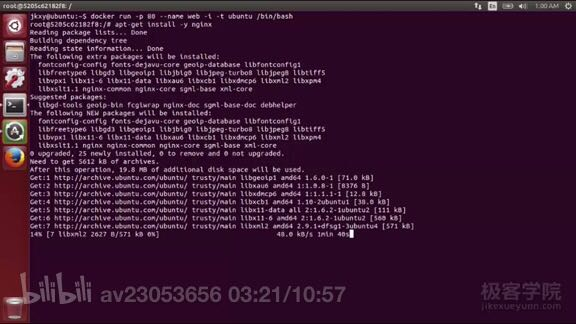 root@5205c62182f8: /
En
1:00 AM
jkxy@ubuntu:~$ docker run -p 80 --name web -i -t ubuntu /bin/bash
root@5205c62182f8:/# apt-get install -y nginx
Reading package lists... Done
Building dependency tree
Reading state information... Done
The following extra packages will be installed:
fontconfig-config fonts-dejavu-core geoip-database libfontconfig1
libfreetype6 libgd3 libgeoip1 libjbig0 libjpeg-turbo8 libjpeg8 libtiff5
libvpx1 libx11-6 libx11-data libxau6 libxcb1 libxdmcp6 libxml2 libxpm4
libxslt1.1 nginx-common nginx-core sgml-base xml-core
Suggested packages:
libgd-tools geoip-bin fcgiwrap nginx-doc sgml-base-doc debhelper
The following NEW packages will be installed:
fontconfig-config fonts-dejavu-core geoip-database libfontconfig1
libfreetype6 libgd3 libgeoip1 libjbig0 libjpeg-turbo8 libjpeg8 libtiff5
libvpx1 libx11-6 libx11-data libxau6 libxcb1 libxdmcp6 libxml2 libxpm4
libxslt1.1 nginx nginx-common nginx-core sgml-base xml-core
0 upgraded, 25 newly installed, 0 to remove and 0 not upgraded.
Need to get 5612 kB of archives.
After this operation, 19.8 MB of additional disk space will be used.
Get:1 http://archive.ubuntu.com/ubuntu/ trusty/main libgeoip1 amd64 1.6.0-1 [71.0 kB]
Get:2 http://archive.ubuntu.com/ubuntu/ trusty/main libxau6 amd64 1:1.0.8-1 [8376 B]
Get:3 http://archive.ubuntu.com/ubuntu/ trusty/main libxdmcp6 amd64 1:1.1.1-1 [12.8 kB]
Get:4 http://archive.ubuntu.com/ubuntu/ trusty/main libxcb1 amd64 1.10-2ubuntu1 [38.0 kB]
Get:5 http://archive.ubuntu.com/ubuntu/ trusty/main libx11-data all 2:1.6.2-1ubuntu2 [111 kB]
Get:6 http://archive.ubuntu.com/ubuntu/ trusty/main libx11-6 amd64 2:1.6.2-1ubuntu2 [560 kB]
Get:7 http://archive.ubuntu.com/ubuntu/ trusty/main libxml2 amd64 2.9.1+dfsg1-3ubuntu4 [571 kB]
14% [7 libxml2 2627 B/571 kB 0%] 48.0 kB/s 1min 40s
bilibili av23053566 03:21/10:57
极客学院
jikexueyuan.com